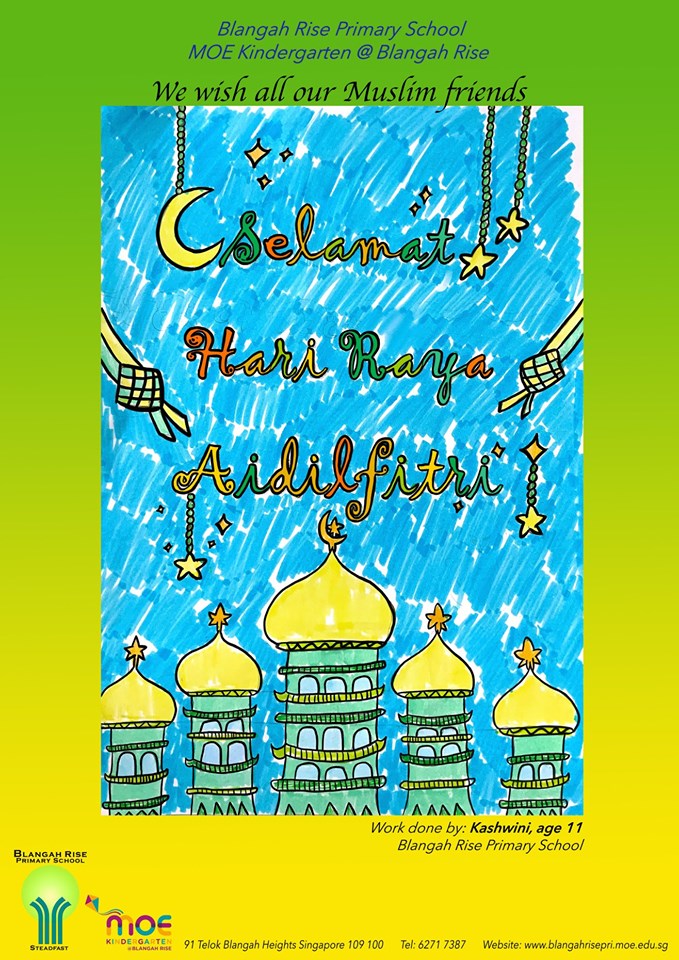 Blangah Rise Primary School
MOE Kindergarten @ Blangah Rise
We wish all our Muslim friends
Selamat
Hari Raya
Aidilfitri
Work done by: Kashwini, age 11
Blangah Rise Primary School
BLANGAH RISE
PRIMARY SCHOOL
STEADFAST
moe
KINDERGARTEN
@BLANGAH RISE
91 Telok Blangah Heights Singapore 109 100 Tel: 6271 7387 Website: www.blangahrisepri.moe.edu.sg